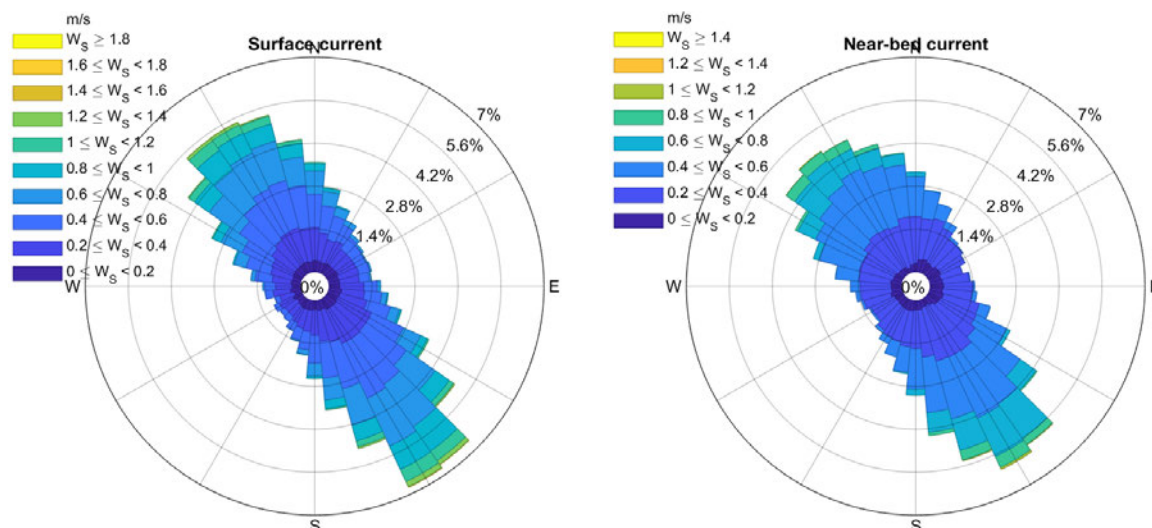 m/s
W_S ≥ 1.8
1.6 ≤ W_S < 1.8
1.4 ≤ W_S < 1.6
1.2 ≤ W_S < 1.4
1 ≤ W_S < 1.2
0.8 ≤ W_S < 1
0.6 ≤ W_S < 0.8
0.4 ≤ W_S < 0.6
0.2 ≤ W_S < 0.4
0 ≤ W_S < 0.2
Surface current
N
7%
5.6%
4.2%
2.8%
1.4%
0%
W
E
S
m/s
W_S ≥ 1.4
1.2 ≤ W_S < 1.4
1 ≤ W_S < 1.2
0.8 ≤ W_S < 1
0.6 ≤ W_S < 0.8
0.4 ≤ W_S < 0.6
0.2 ≤ W_S < 0.4
0 ≤ W_S < 0.2
Near-bed current
N
7%
5.6%
4.2%
2.8%
1.4%
0%
W
S